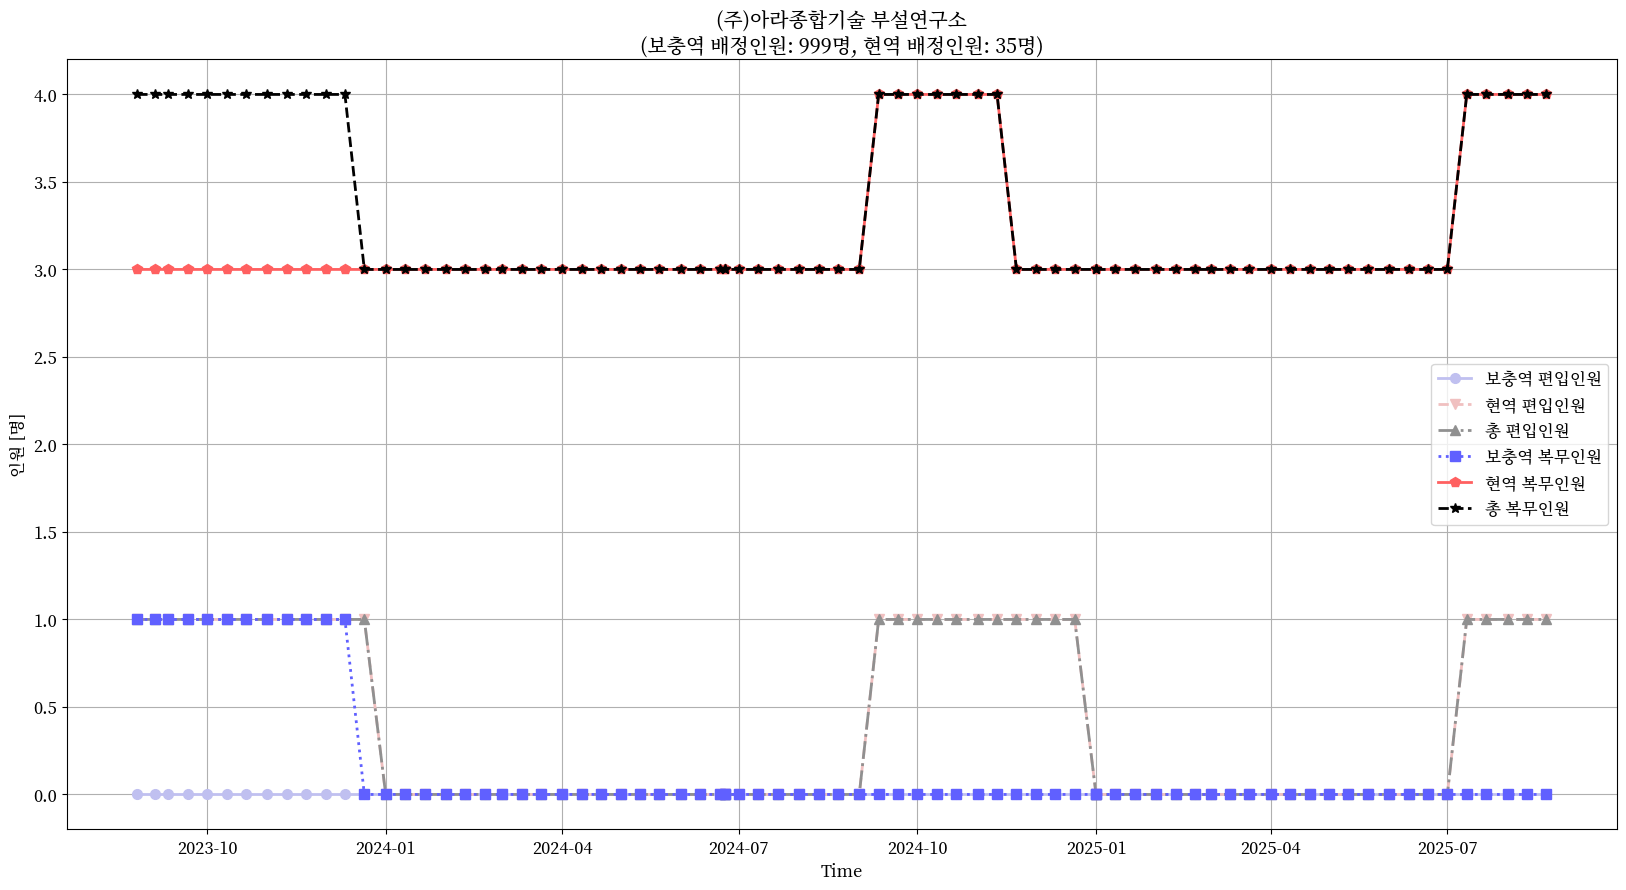 (주)아라종합기술 부설연구소
(보충역 배정인원: 999명, 현역 배정인원: 35명)
인원 [명]
4.0
3.5
3.0
2.5
2.0
1.5
1.0
0.5
0.0
보충역 편입인원
현역 편입인원
총 편입인원
보충역 복무인원
현역 복무인원
총 복무인원
2023-10
2024-01
2024-04
2024-07
2024-10
2025-01
2025-04
2025-07
Time